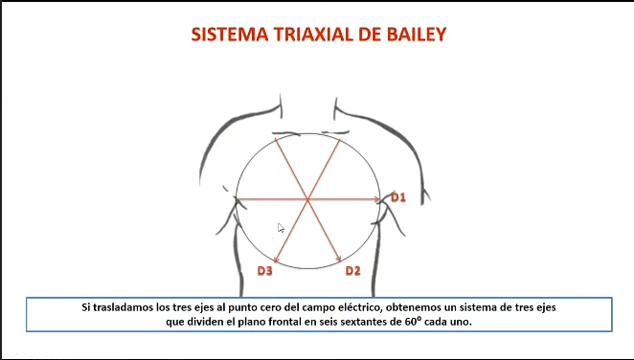 SISTEMA TRIAXIAL DE BAILEY
D1
D3
D2
Si trasladamos los tres ejes al punto cero del campo eléctrico, obtenemos un sistema de tres ejes
que dividen el plano frontal en seis sextantes de 60º cada uno.